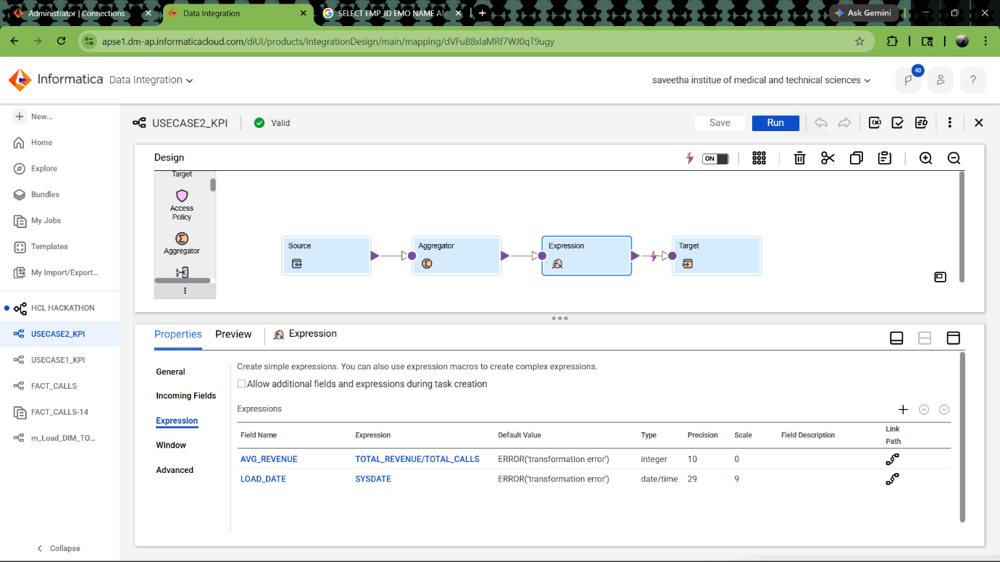 Administrator | Connections
Data Integration
SELECT EMP_ID EMO NAME AN
Ask Gemini
apse1.dm-ap.informaticacloud.com/diUI/products/integrationDesign/main/mapping/dVFuB8xlaMRf7WJ0qT9ugy
Informatica Data Integration
saveetha institue of medical and technical sciences
40
?
New...
Home
Explore
Bundles
My Jobs
Templates
My Import/Export...
HCL HACKATHON
USECASE2_KPI
USECASE1_KPI
FACT_CALLS
FACT_CALLS-14
m_Load_DIM_TO...
Collapse
USECASE2_KPI
Valid
Save
Run
Design
ON
Target
Access
Policy
Aggregator
Source
Aggregator
Expression
Target
Properties
Preview
Expression
General
Incoming Fields
Expression
Window
Advanced
Create simple expressions. You can also use expression macros to create complex expressions.
Allow additional fields and expressions during task creation
Expressions
Field Name Expression Default Value Type Precision Scale Field Description Link Path
AVG_REVENUE TOTAL_REVENUE/TOTAL_CALLS ERROR('transformation error') integer 10 0
LOAD_DATE SYSDATE ERROR('transformation error') date/time 29 9